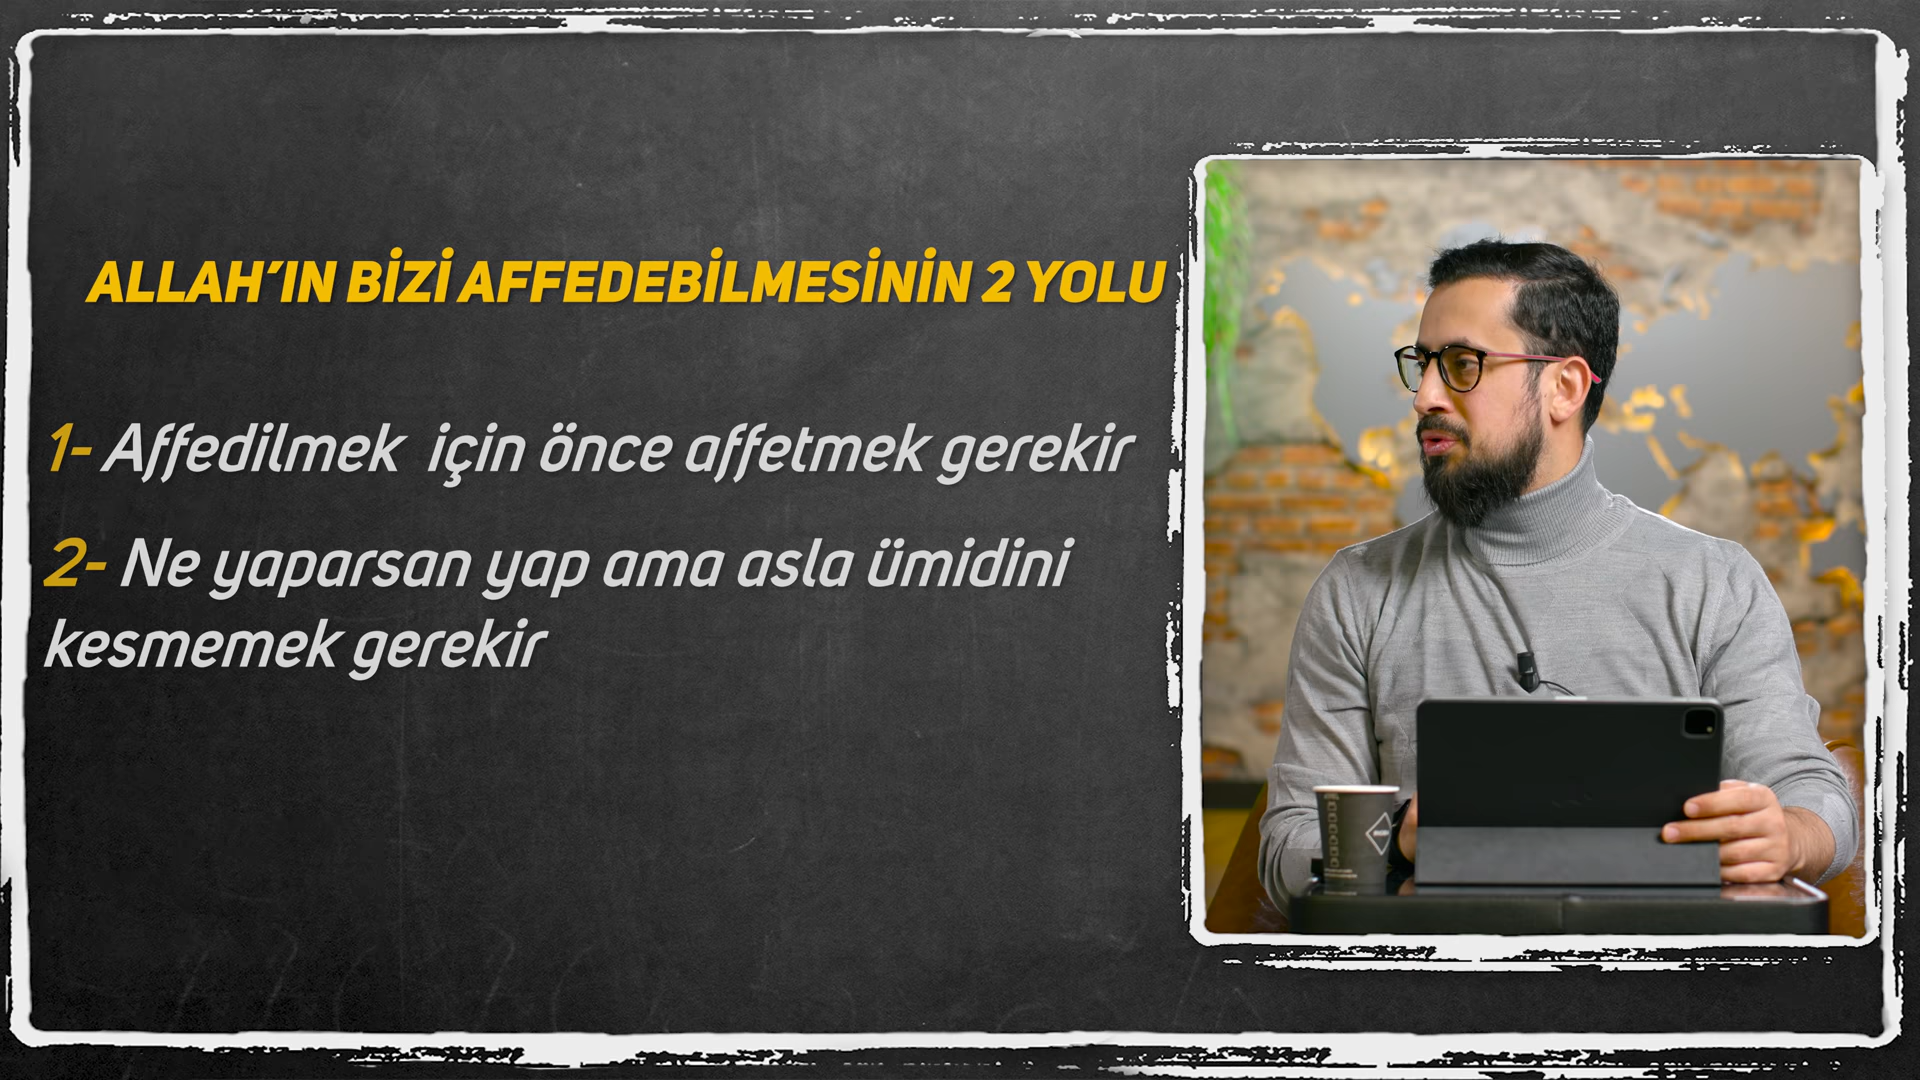 ALLAH´IN BİZİ AFFEDEBİLMESİNİN 2 YOLU
1- Affedilmek için önce affetmek gerekir
2- Ne yaparsan yap ama asla ümidini
kesmemek gerekir